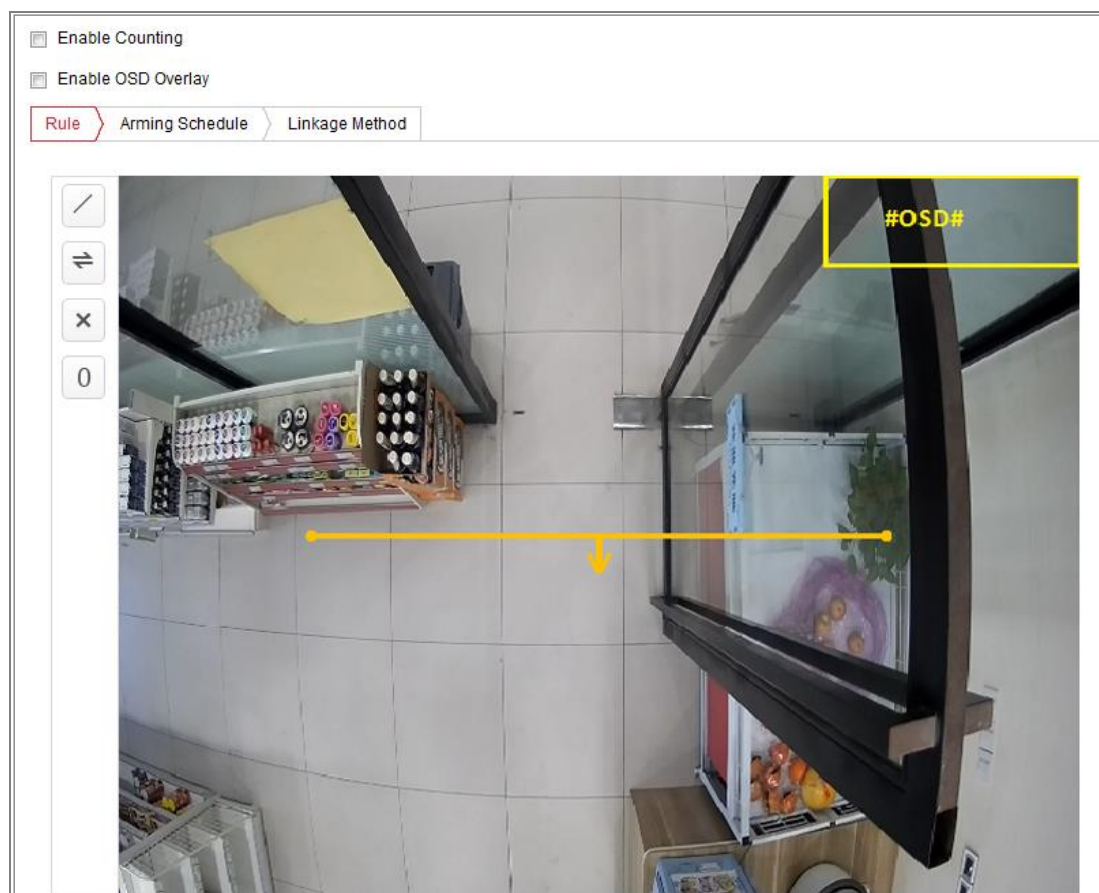 Enable Counting
Enable OSD Overlay
Rule Arming Schedule Linkage Method
#OSD#
0